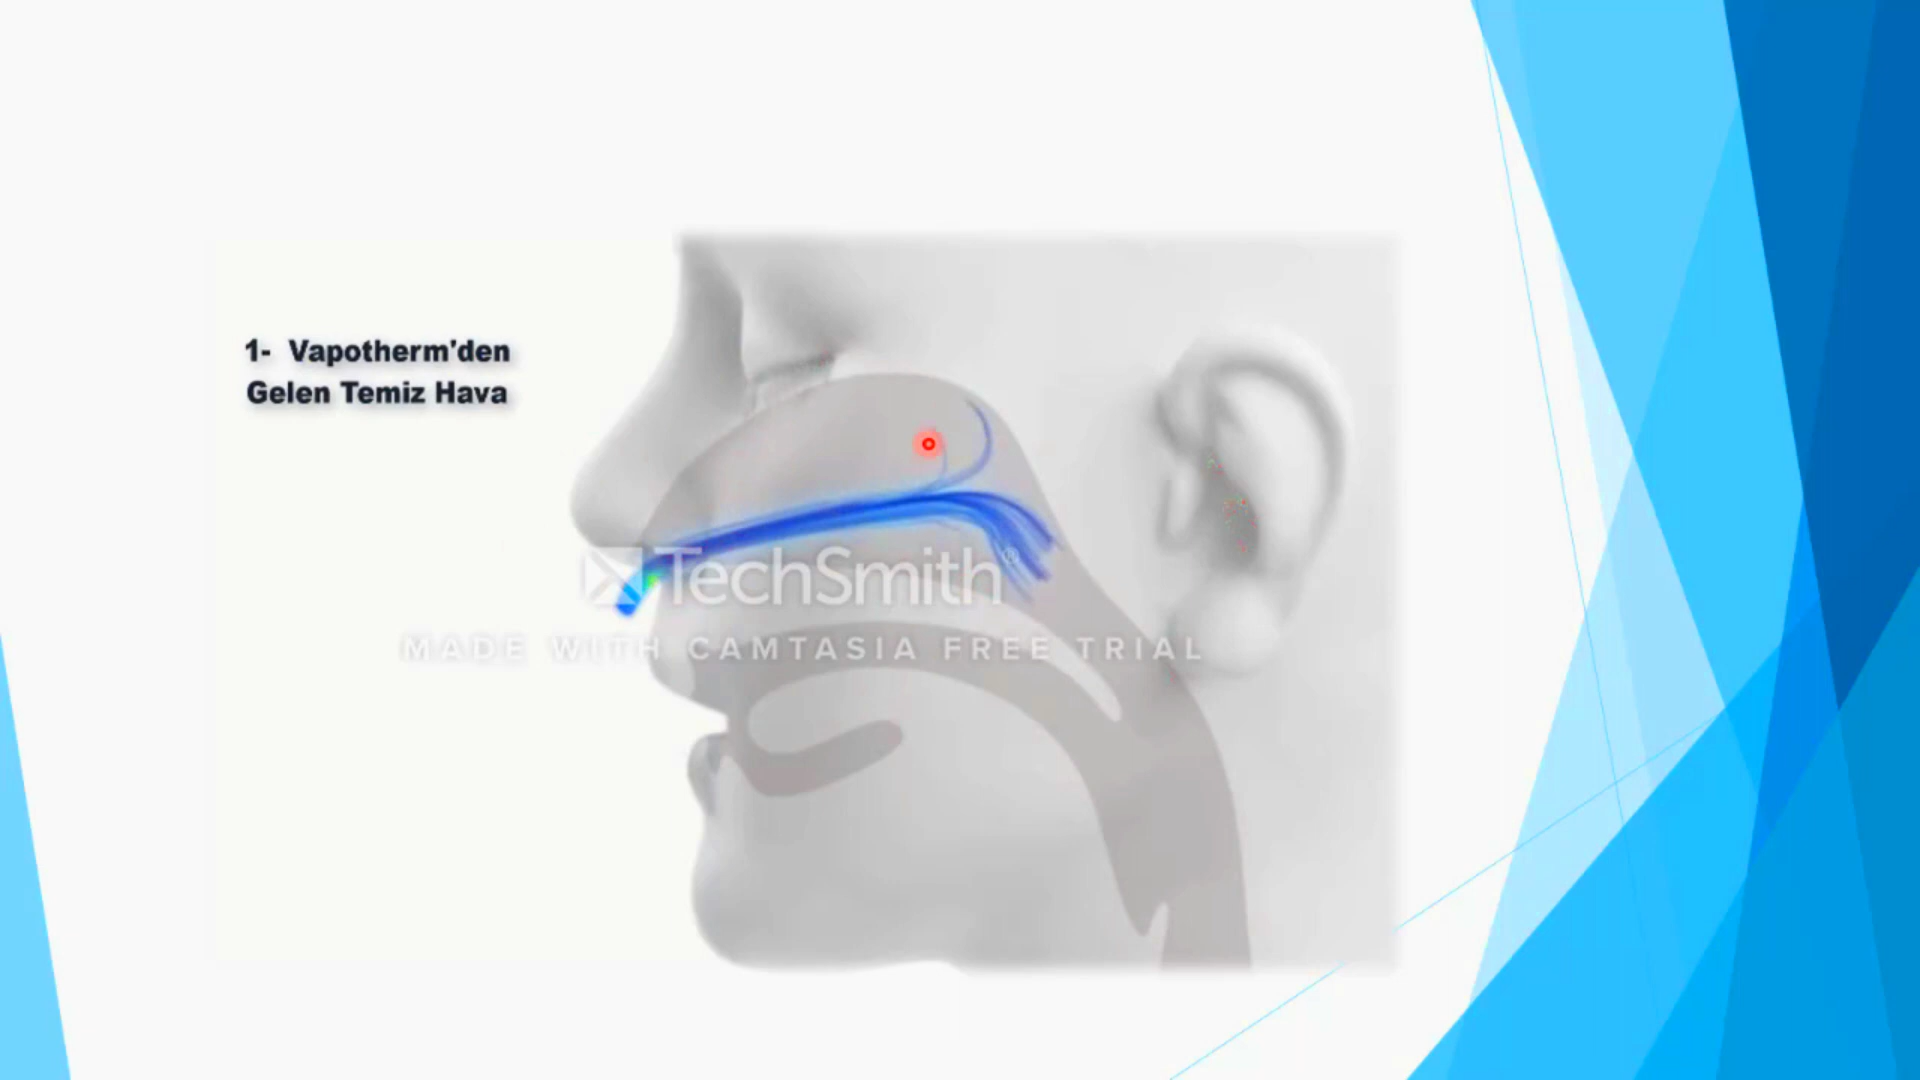 1- Vapotherm'den
Gelen Temiz Hava
TechSmith®
MADE WITH CAMTASIA FREE TRIAL